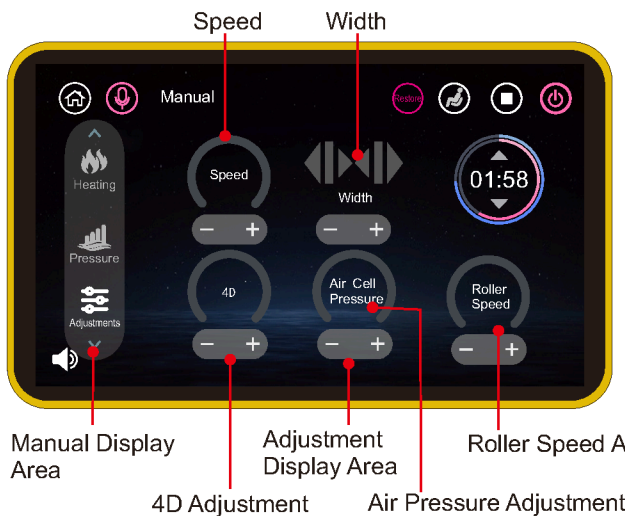 Speed
Width
Manual
Restore
Heating
Speed
Width
01:58
- +
- +
Pressure
4D
Air Cell
Pressure
Roller
Speed
Adjustments
- +
- +
- +
Manual Display
Area
Adjustment
Display Area
Roller Speed A
4D Adjustment
Air Pressure Adjustment